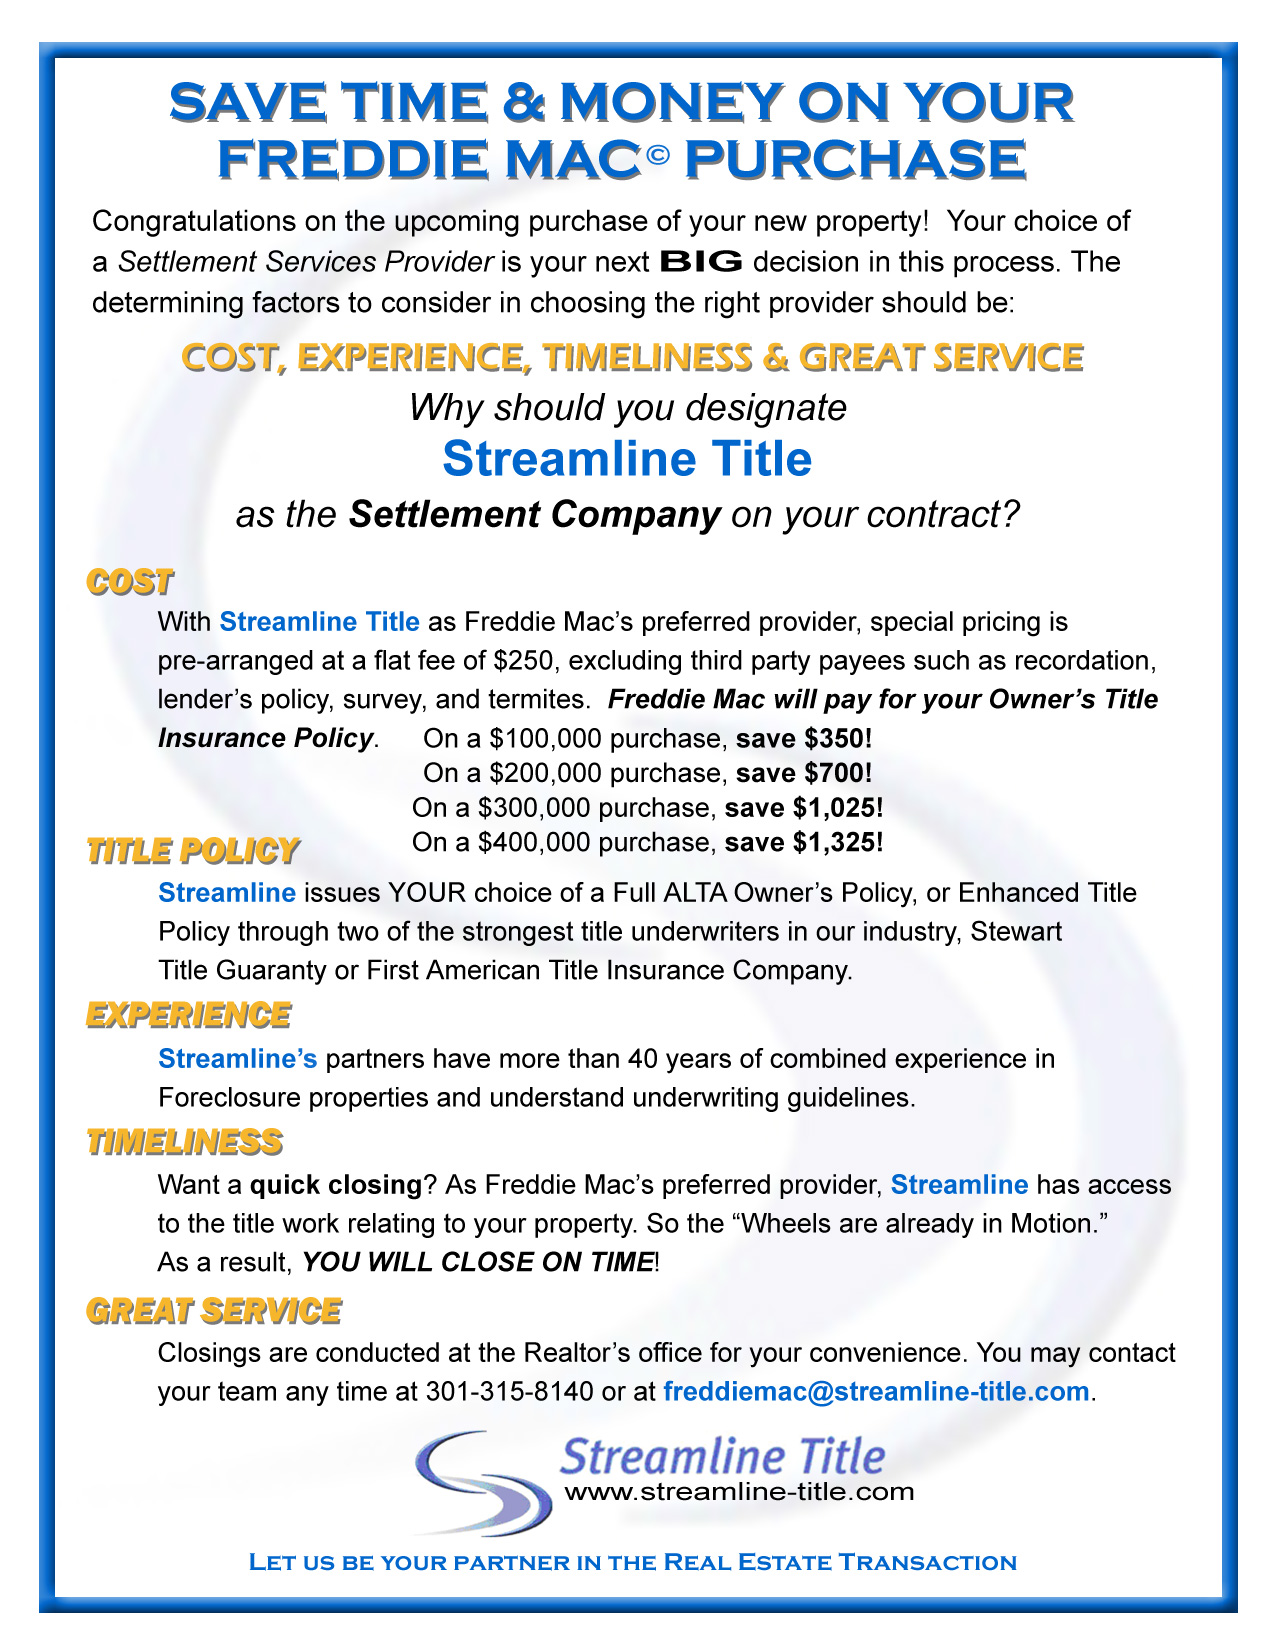 SAVE TIME & MONEY ON YOUR
FREDDIE MAC© PURCHASE
Congratulations on the upcoming purchase of your new property!  Your choice of
a Settlement Services Provider is your next BIG decision in this process. The
determining factors to consider in choosing the right provider should be:
COST, EXPERIENCE, TIMELINESS & GREAT SERVICE
Why should you designate
Streamline Title
as the Settlement Company on your contract?
COST
With Streamline Title as Freddie Mac’s preferred provider, special pricing is
pre-arranged at a flat fee of $250, excluding third party payees such as recordation,
lender’s policy, survey, and termites.  Freddie Mac will pay for your Owner’s Title
Insurance Policy. On a $100,000 purchase, save $350!
On a $200,000 purchase, save $700!
On a $300,000 purchase, save $1,025!
On a $400,000 purchase, save $1,325!
TITLE POLICY
Streamline issues YOUR choice of a Full ALTA Owner’s Policy, or Enhanced Title
Policy through two of the strongest title underwriters in our industry, Stewart
Title Guaranty or First American Title Insurance Company.
EXPERIENCE
Streamline’s partners have more than 40 years of combined experience in
Foreclosure properties and understand underwriting guidelines.
TIMELINESS
Want a quick closing? As Freddie Mac’s preferred provider, Streamline has access
to the title work relating to your property. So the “Wheels are already in Motion.”
As a result, YOU WILL CLOSE ON TIME!
GREAT SERVICE
Closings are conducted at the Realtor’s office for your convenience. You may contact
your team any time at 301-315-8140 or at freddiemac@streamline-title.com.
Streamline Title
www.streamline-title.com
LET US BE YOUR PARTNER IN THE REAL ESTATE TRANSACTION